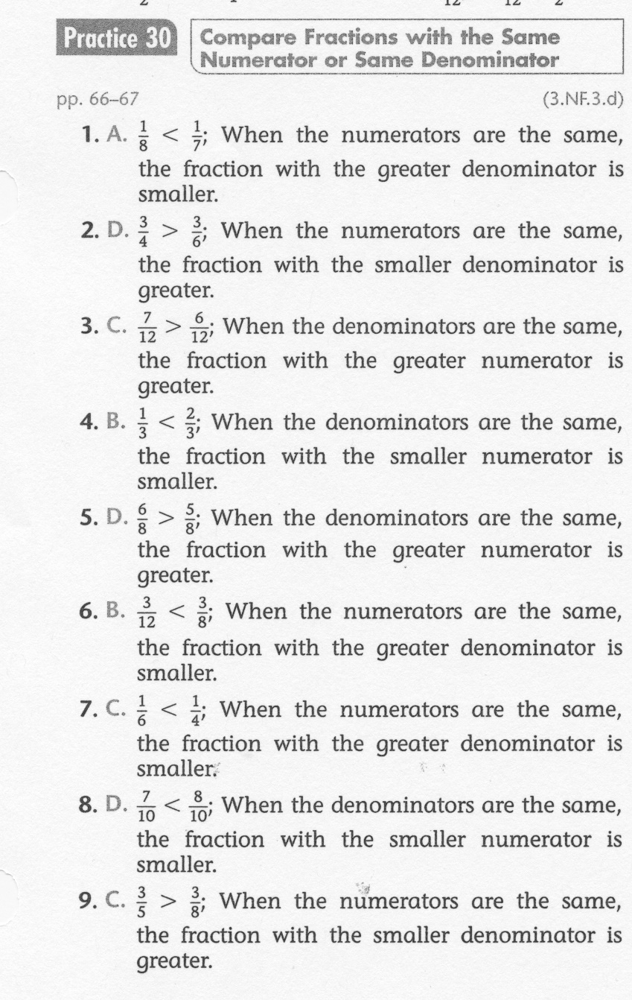 Practice 30
Compare Fractions with the Same
Numerator or Same Denominator
pp. 66–67 (3.NF.3.d)
1. A. 1/8 < 1/7; When the numerators are the same,
the fraction with the greater denominator is
smaller.
2. D. 3/4 > 3/6; When the numerators are the same,
the fraction with the smaller denominator is
greater.
3. C. 7/12 > 6/12; When the denominators are the same,
the fraction with the greater numerator is
greater.
4. B. 1/3 < 2/3; When the denominators are the same,
the fraction with the smaller numerator is
smaller.
5. D. 6/8 > 5/8; When the denominators are the same,
the fraction with the greater numerator is
greater.
6. B. 3/12 < 3/8; When the numerators are the same,
the fraction with the greater denominator is
smaller.
7. C. 1/6 < 1/4; When the numerators are the same,
the fraction with the greater denominator is
smaller.
8. D. 7/10 < 8/10; When the denominators are the same,
the fraction with the smaller numerator is
smaller.
9. C. 3/5 > 3/8; When the numerators are the same,
the fraction with the smaller denominator is
greater.